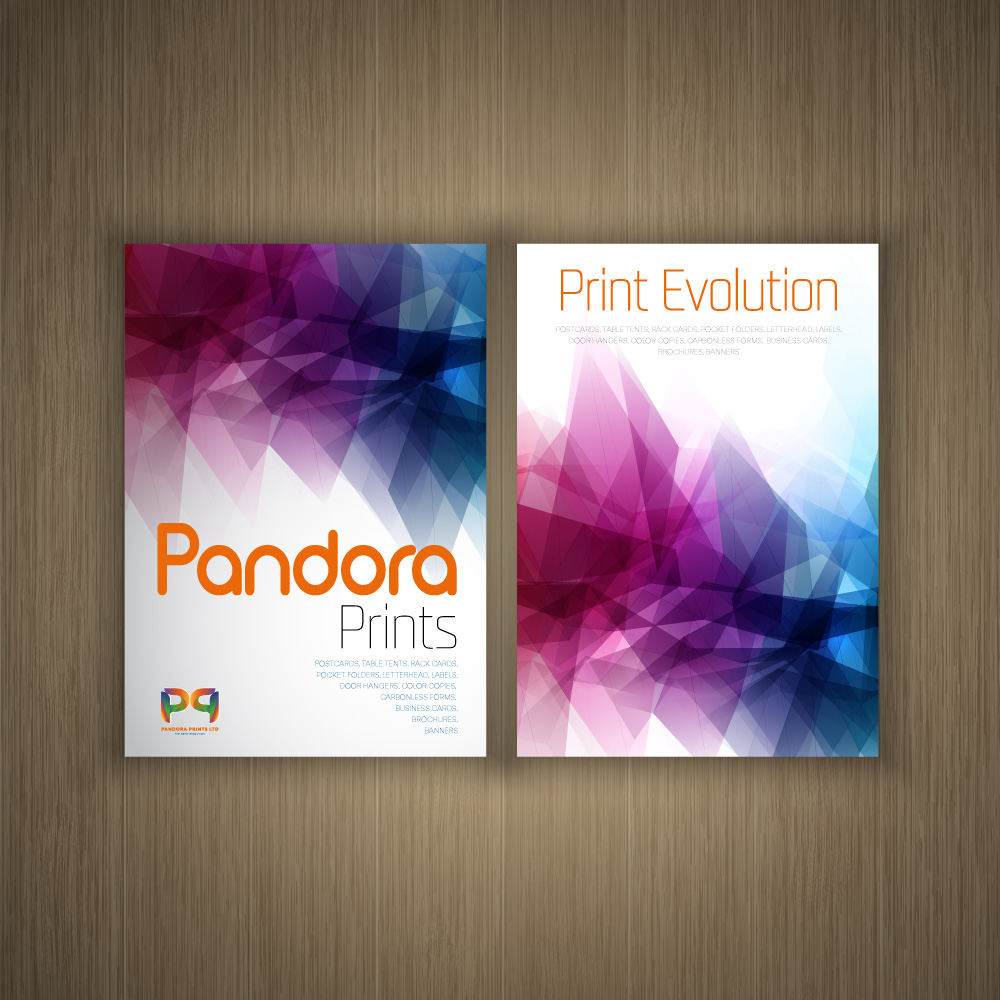 Pandora
Prints
POSTCARDS, TABLE TENTS, RACK CARDS,
POCKET FOLDERS, LETTERHEAD, LABELS,
DOOR HANGERS, COLOR COPIES,
CARBONLESS FORMS,
BUSINESS CARDS,
BROCHURES,
BANNERS
PANDORA PRINTS LTD
Print Evolution
POSTCARDS, TABLE TENTS, RACK CARDS, POCKET FOLDERS, LETTERHEAD, LABELS,
DOOR HANGERS, COLOR COPIES, CARBONLESS FORMS, BUSINESS CARDS,
BROCHURES, BANNERS